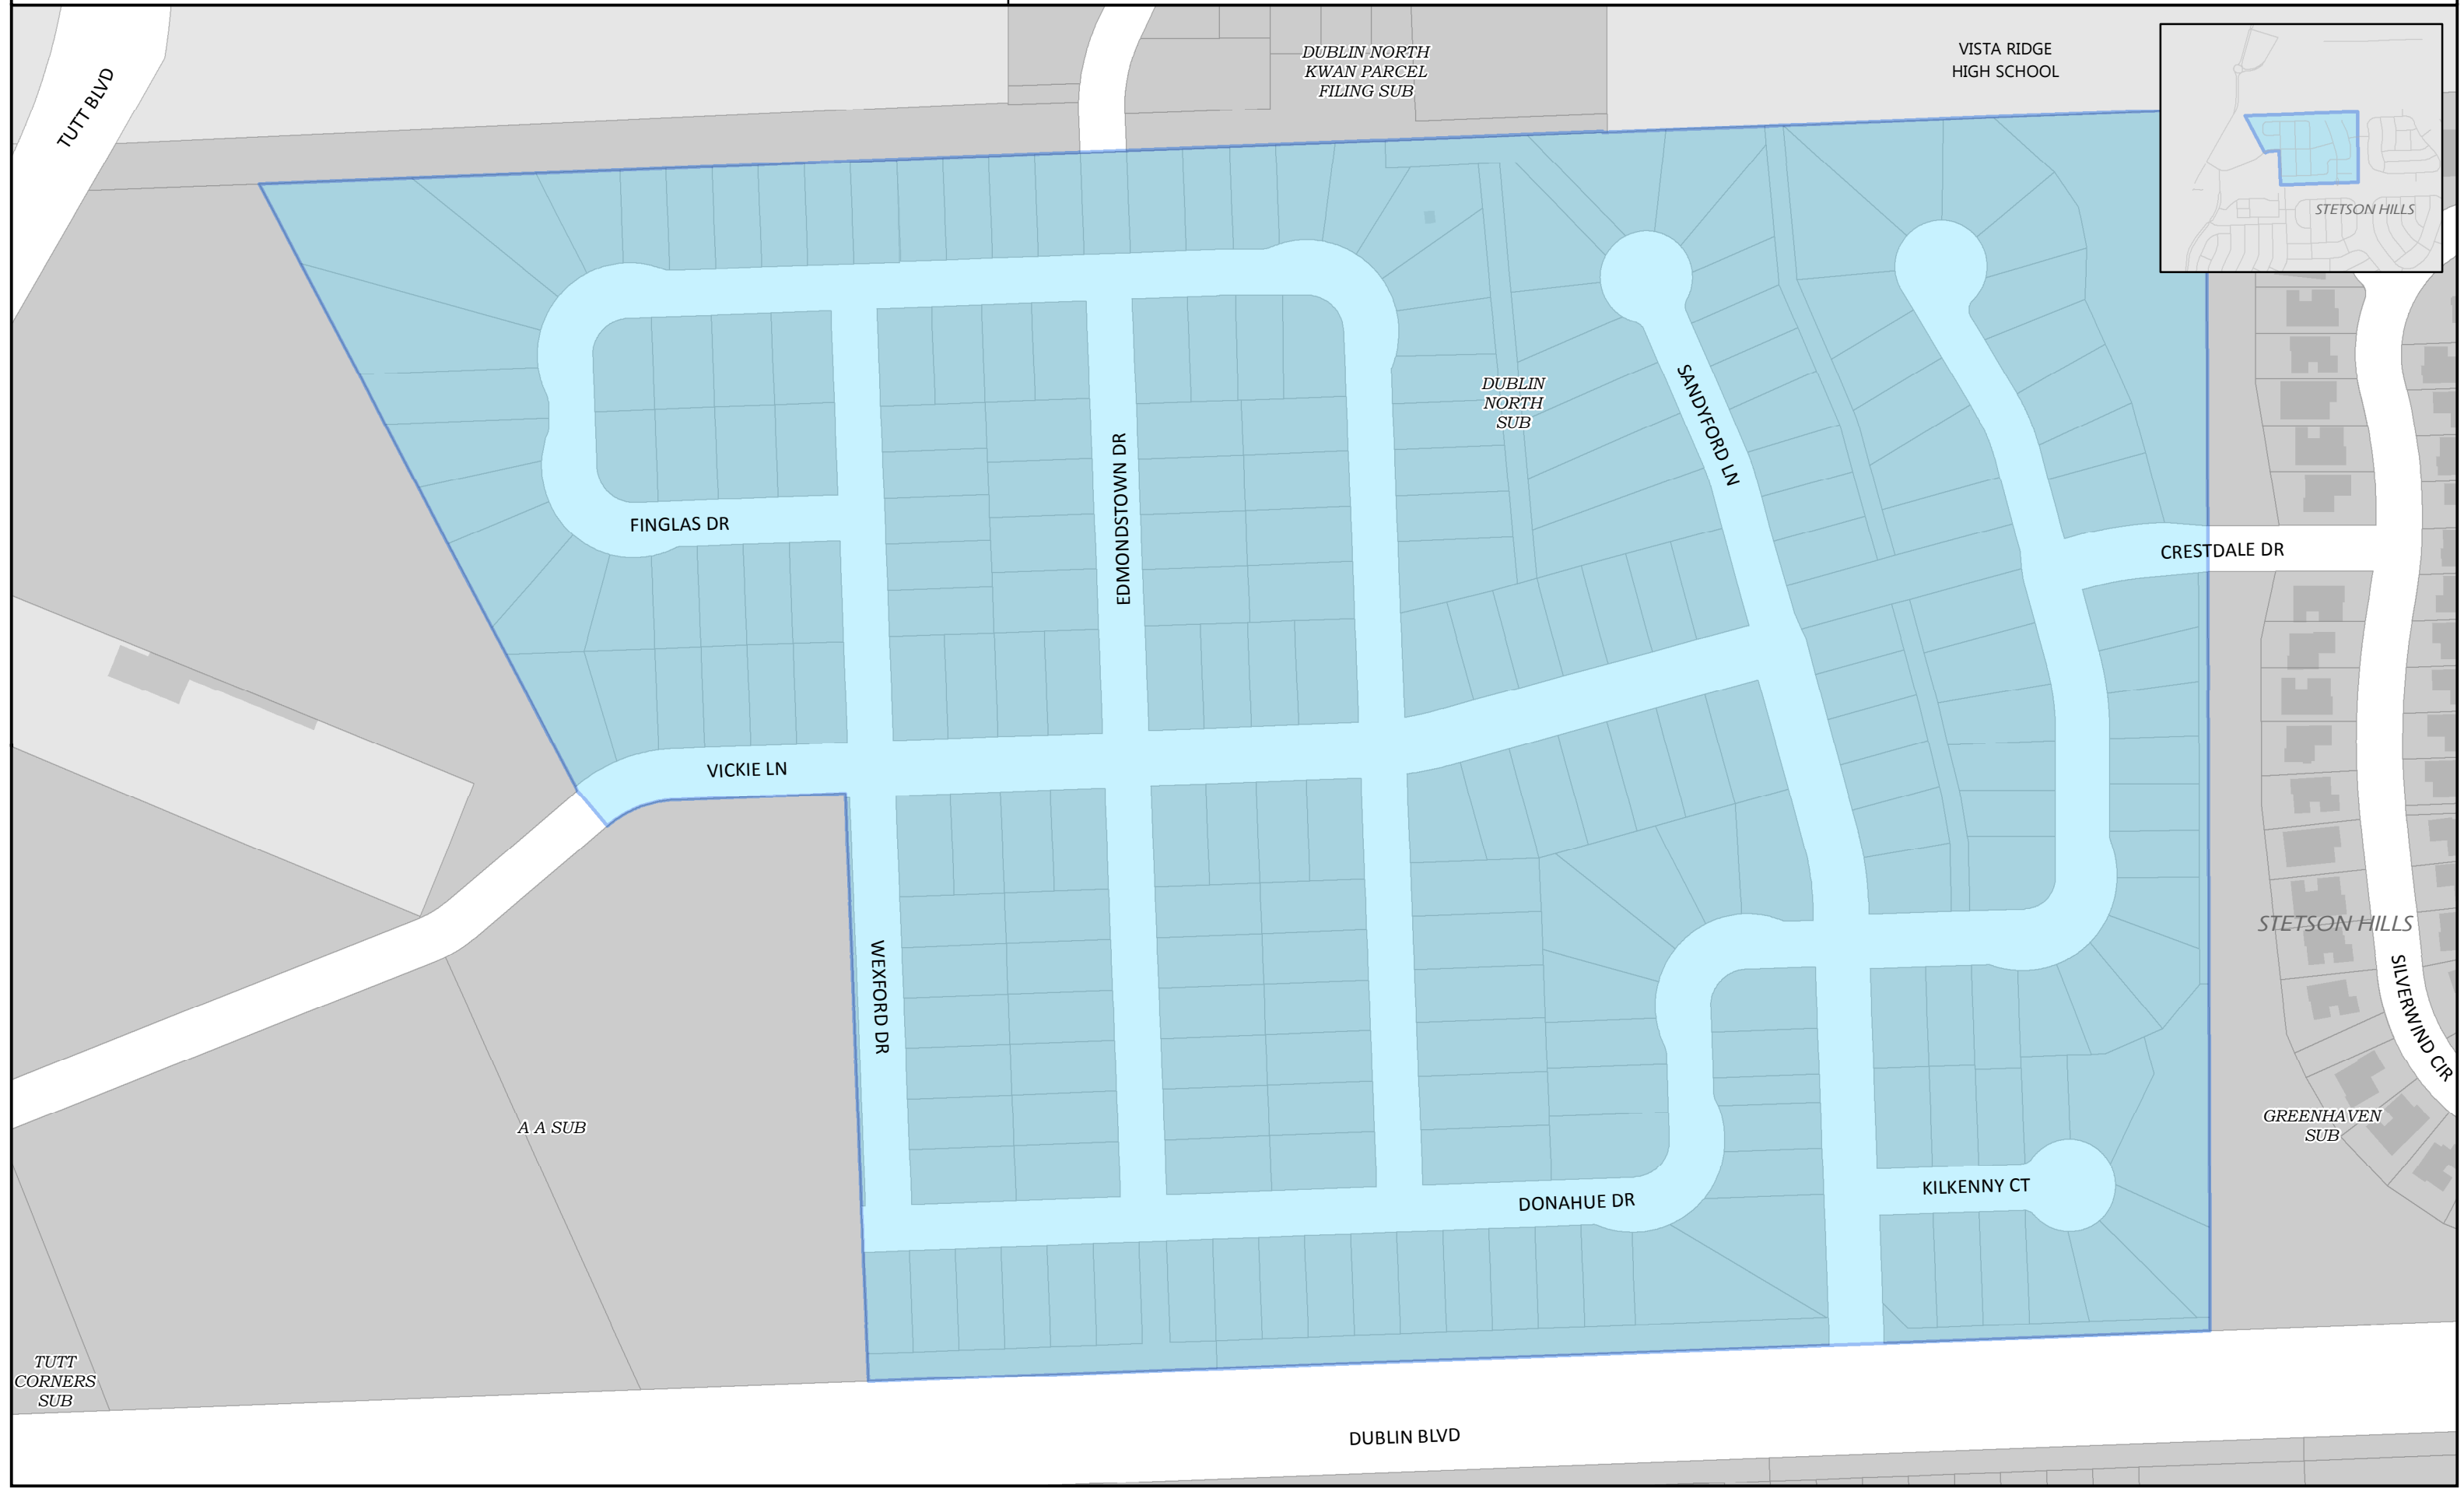 DUBLIN NORTH
KWAN PARCEL
FILING SUB
VISTA RIDGE
HIGH SCHOOL
TUTT BLVD
STETSON HILLS
DUBLIN
NORTH
SUB
SANDYFORD LN
EDMONDSTOWN DR
FINGLAS DR
CRESTDALE DR
VICKIE LN
STETSON HILLS
WEXFORD DR
SILVERWIND CIR
A A SUB
GREENHAVEN
SUB
KILKENNY CT
DONAHUE DR
TUTT
CORNERS
SUB
DUBLIN BLVD